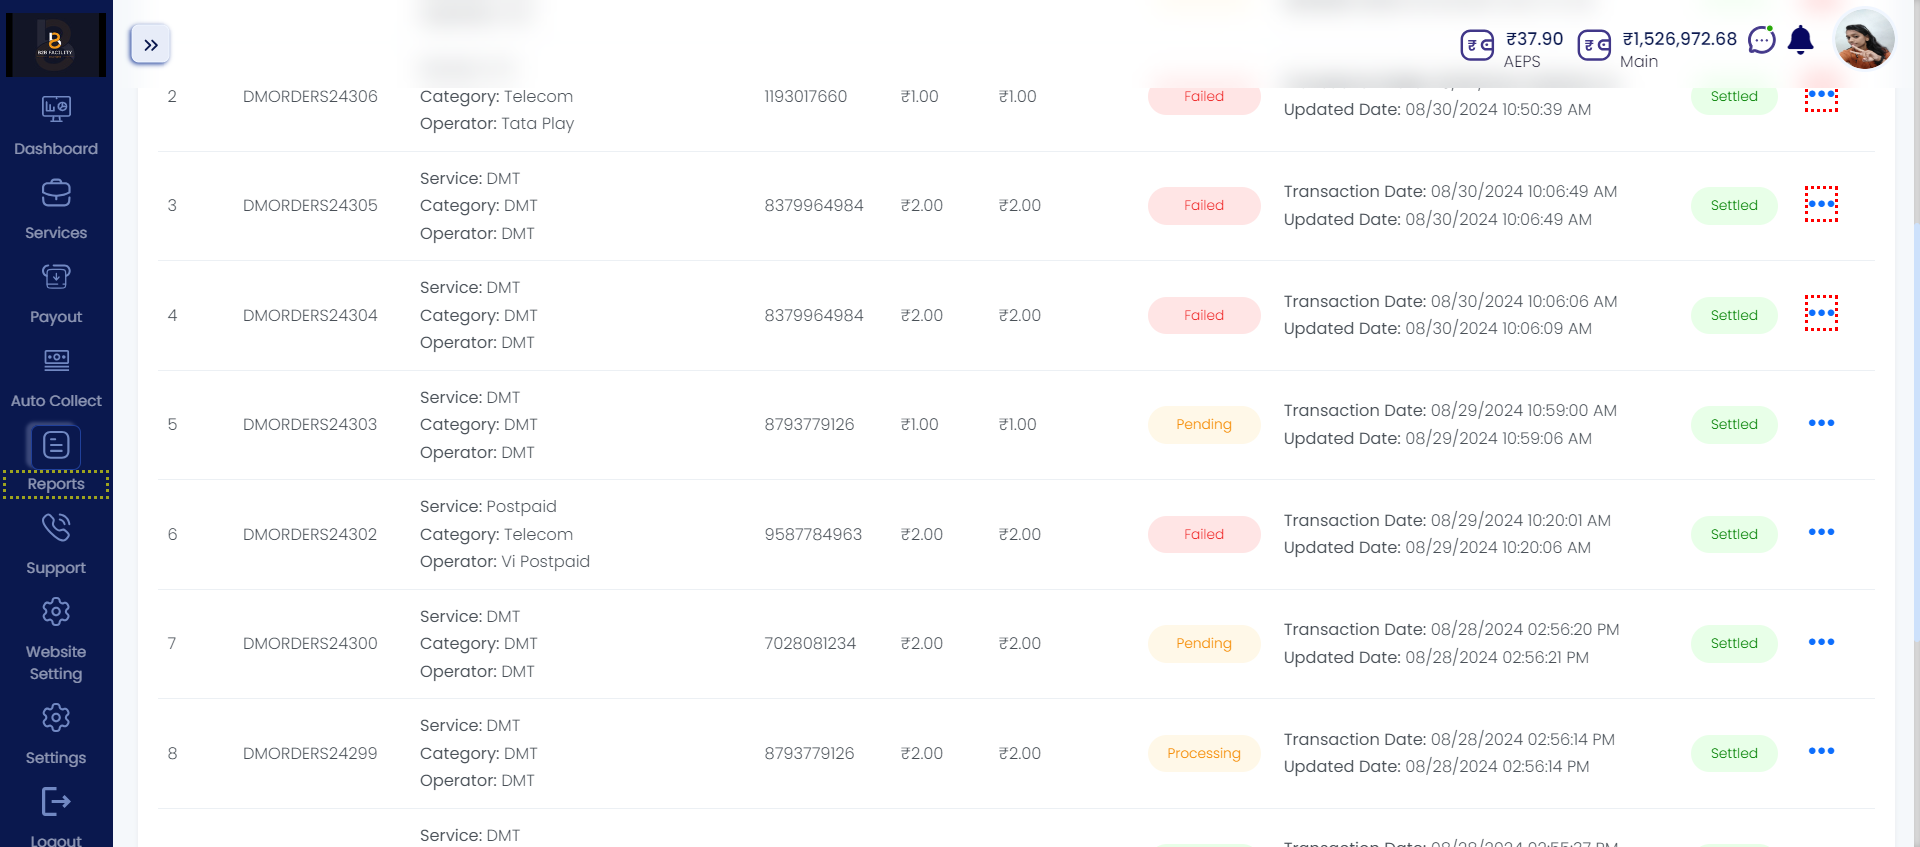 B2B FACILITY
₹37.90
AEPS
₹1,526,972.68
Main
Dashboard
Services
Payout
Auto Collect
Reports
Support
Website
Setting
Settings
Logout
2 DMORDERS24306 Category: Telecom 1193017660 ₹1.00 ₹1.00 Failed Settled
Operator: Tata Play
Updated Date: 08/30/2024 10:50:39 AM
3 DMORDERS24305
Service: DMT
Category: DMT
Operator: DMT
8379964984 ₹2.00 ₹2.00 Failed
Transaction Date: 08/30/2024 10:06:49 AM
Updated Date: 08/30/2024 10:06:49 AM
Settled
4 DMORDERS24304
Service: DMT
Category: DMT
Operator: DMT
8379964984 ₹2.00 ₹2.00 Failed
Transaction Date: 08/30/2024 10:06:06 AM
Updated Date: 08/30/2024 10:06:09 AM
Settled
5 DMORDERS24303
Service: DMT
Category: DMT
Operator: DMT
8793779126 ₹1.00 ₹1.00 Pending
Transaction Date: 08/29/2024 10:59:00 AM
Updated Date: 08/29/2024 10:59:06 AM
Settled
6 DMORDERS24302
Service: Postpaid
Category: Telecom
Operator: Vi Postpaid
9587784963 ₹2.00 ₹2.00 Failed
Transaction Date: 08/29/2024 10:20:01 AM
Updated Date: 08/29/2024 10:20:06 AM
Settled
7 DMORDERS24300
Service: DMT
Category: DMT
Operator: DMT
7028081234 ₹2.00 ₹2.00 Pending
Transaction Date: 08/28/2024 02:56:20 PM
Updated Date: 08/28/2024 02:56:21 PM
Settled
8 DMORDERS24299
Service: DMT
Category: DMT
Operator: DMT
8793779126 ₹2.00 ₹2.00 Processing
Transaction Date: 08/28/2024 02:56:14 PM
Updated Date: 08/28/2024 02:56:14 PM
Settled
Service: DMT
Transaction Date: 08/28/2024 02:55:37 PM